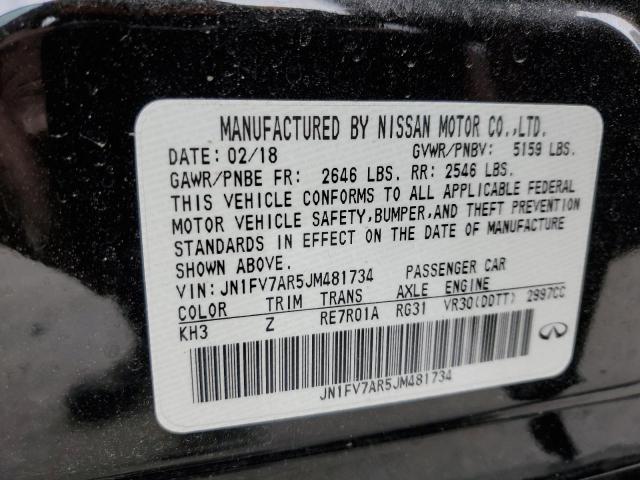 MANUFACTURED BY NISSAN MOTOR CO.,LTD.
DATE: 02/18 GVWR/PNBV: 5159 LBS.
GAWR/PNBE FR: 2646 LBS. RR: 2546 LBS.
THIS VEHICLE CONFORMS TO ALL APPLICABLE FEDERAL
MOTOR VEHICLE SAFETY,BUMPER,AND THEFT PREVENTION
STANDARDS IN EFFECT ON THE DATE OF MANUFACTURE
SHOWN ABOVE.
VIN: JN1FV7AR5JM481734 PASSENGER CAR
COLOR TRIM TRANS AXLE ENGINE
KH3 Z RE7R01A RG31 VR30(DDTT) 2997CC
JN1FV7AR5JM481734